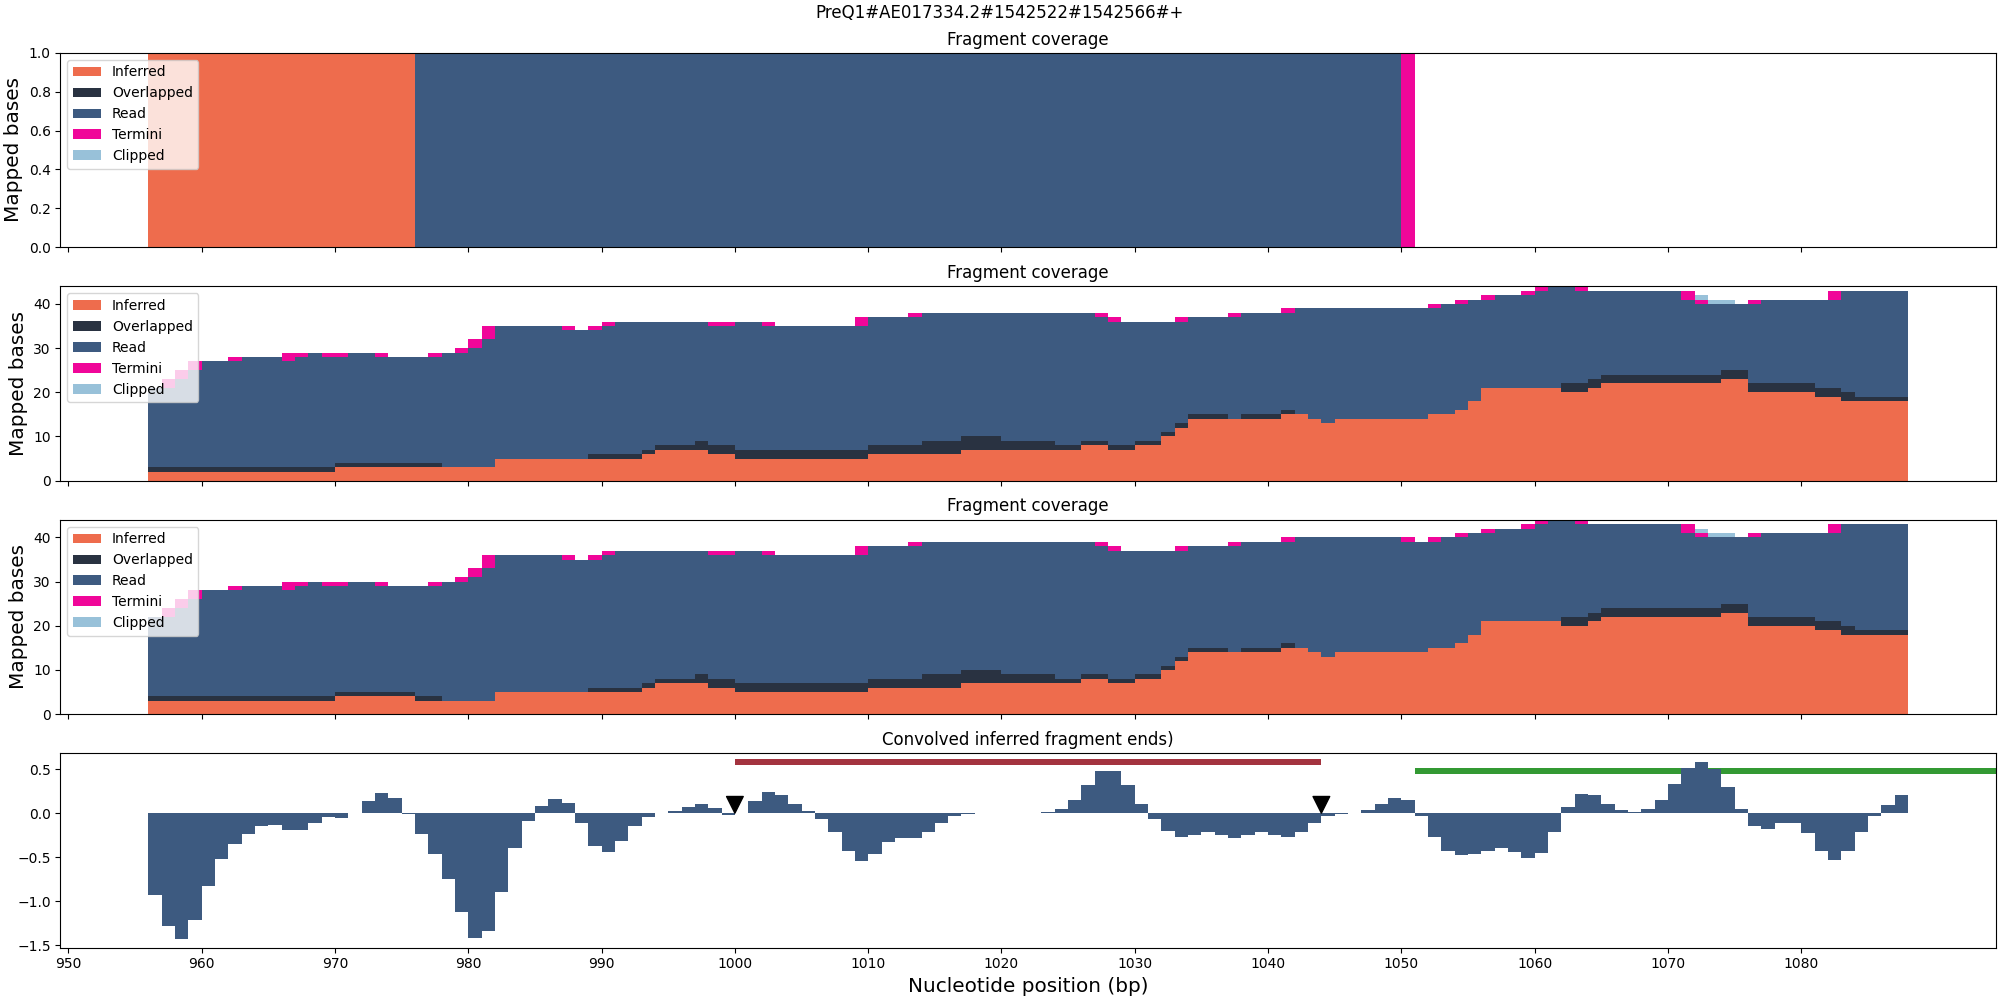 PreQ1#AE017334.2#1542522#1542566#+
Fragment coverage
Mapped bases
1.0
0.8
0.6
0.4
0.2
0.0
Inferred
Overlapped
Read
Termini
Clipped
Fragment coverage
Mapped bases
40
30
20
10
0
Inferred
Overlapped
Read
Termini
Clipped
Fragment coverage
Mapped bases
40
30
20
10
0
Inferred
Overlapped
Read
Termini
Clipped
Convolved inferred fragment ends)
0.5
0.0
−0.5
−1.0
−1.5
950 960 970 980 990 1000 1010 1020 1030 1040 1050 1060 1070 1080
Nucleotide position (bp)